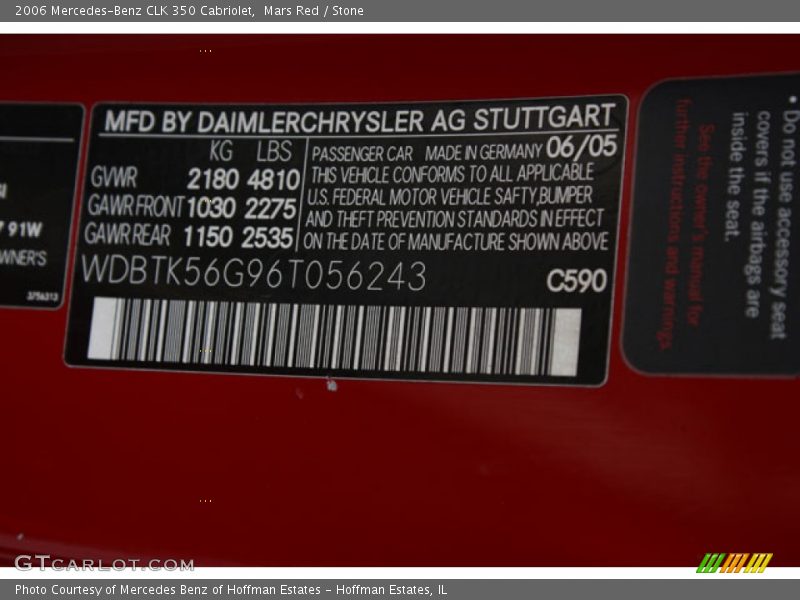 2006 Mercedes-Benz CLK 350 Cabriolet,  Mars Red / Stone
MFD BY DAIMLERCHRYSLER AG STUTTGART
KG LBS
GVWR 2180 4810
GAWR FRONT 1030 2275
GAWR REAR 1150 2535
PASSENGER CAR MADE IN GERMANY 06/05
THIS VEHICLE CONFORMS TO ALL APPLICABLE
U.S. FEDERAL MOTOR VEHICLE SAFTY,BUMPER
AND THEFT PREVENTION STANDARDS IN EFFECT
ON THE DATE OF MANUFACTURE SHOWN ABOVE
WDBTK56G96T056243 C590
91W
WNER'S
• Do not use accessory seat
covers if the airbags are
inside the seat.
See the owner's manual for
further instructions and warnings.
GTCARLOT.COM
Photo Courtesy of Mercedes Benz of Hoffman Estates - Hoffman Estates, IL